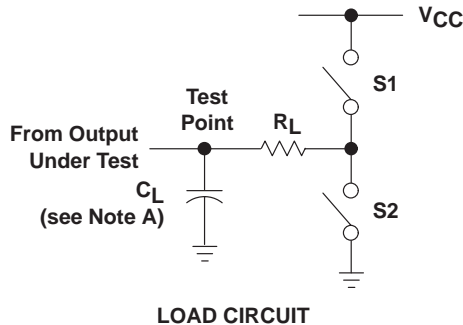 VCC
S1
Test
Point
RL
From Output
Under Test
CL
(see Note A)
S2
LOAD CIRCUIT